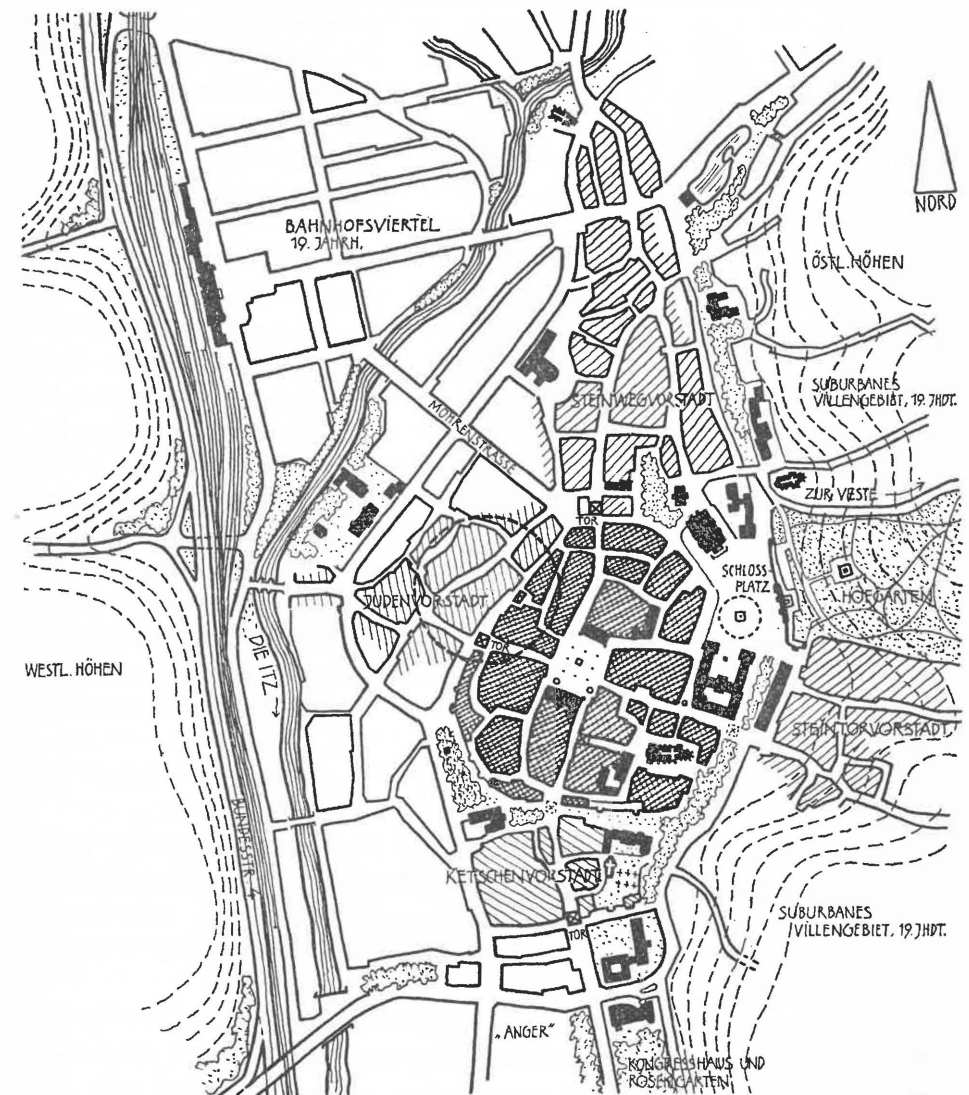 NORD
BAHNHOFSVIERTEL
19. JAHRH.
ÖSTL. HÖHEN
SUBURBANES
VILLENGEBIET, 19. JHDT.
STEINWEGVORSTADT
MOHRENSTRASSE
ZUR VESTE
TOR
SCHLOSS
PLATZ
HOFGARTEN
JUDENVORSTADT
TOR
DIE ITZ
WESTL. HÖHEN
STEINTORVORSTADT
BUNDESSTR. 4
KETSCHENVORSTADT
TOR
SUBURBANES
VILLENGEBIET, 19. JHDT.
„ANGER"
KONGRESSHAUS UND
ROSENGARTEN